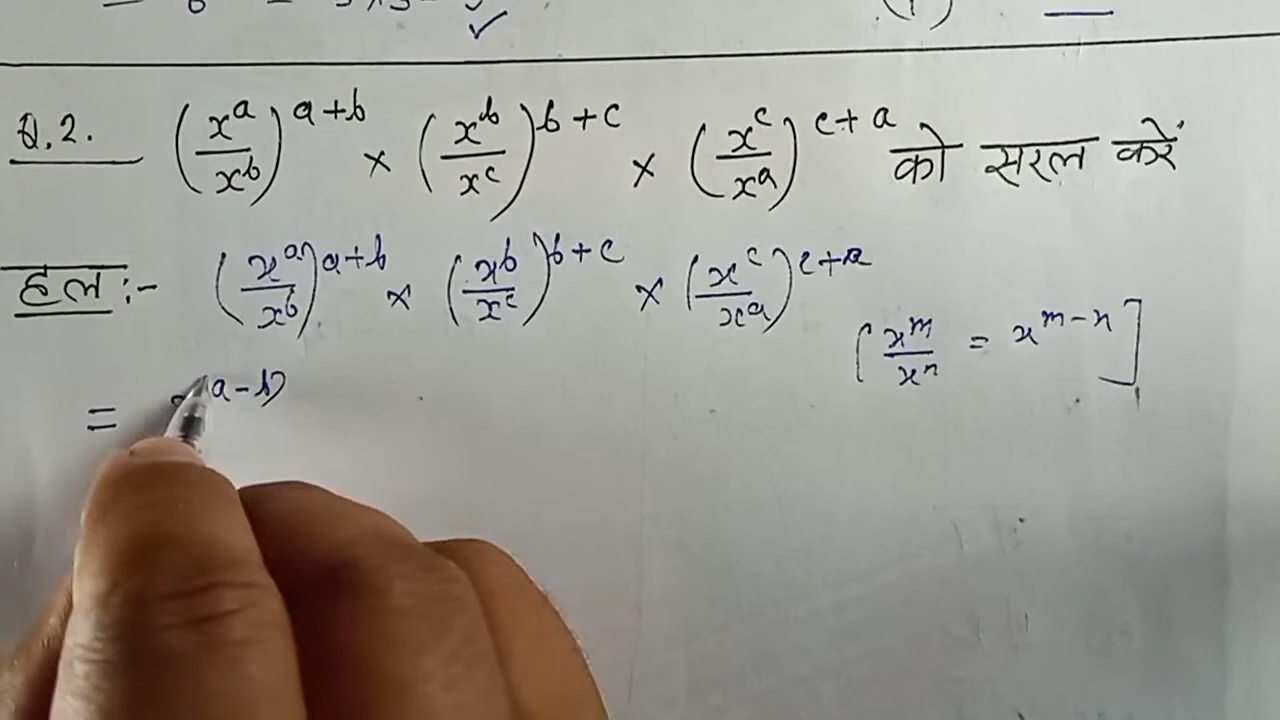 Q.2. (x^a/x^b)^{a+b} × (x^b/x^c)^{b+c} × (x^c/x^a)^{c+a} को सरल करें
हल :- (x^a/x^b)^{a+b} × (x^b/x^c)^{b+c} × (x^c/x^a)^{c+a}
[x^m/x^n = x^{m-n}]
= (a-b)